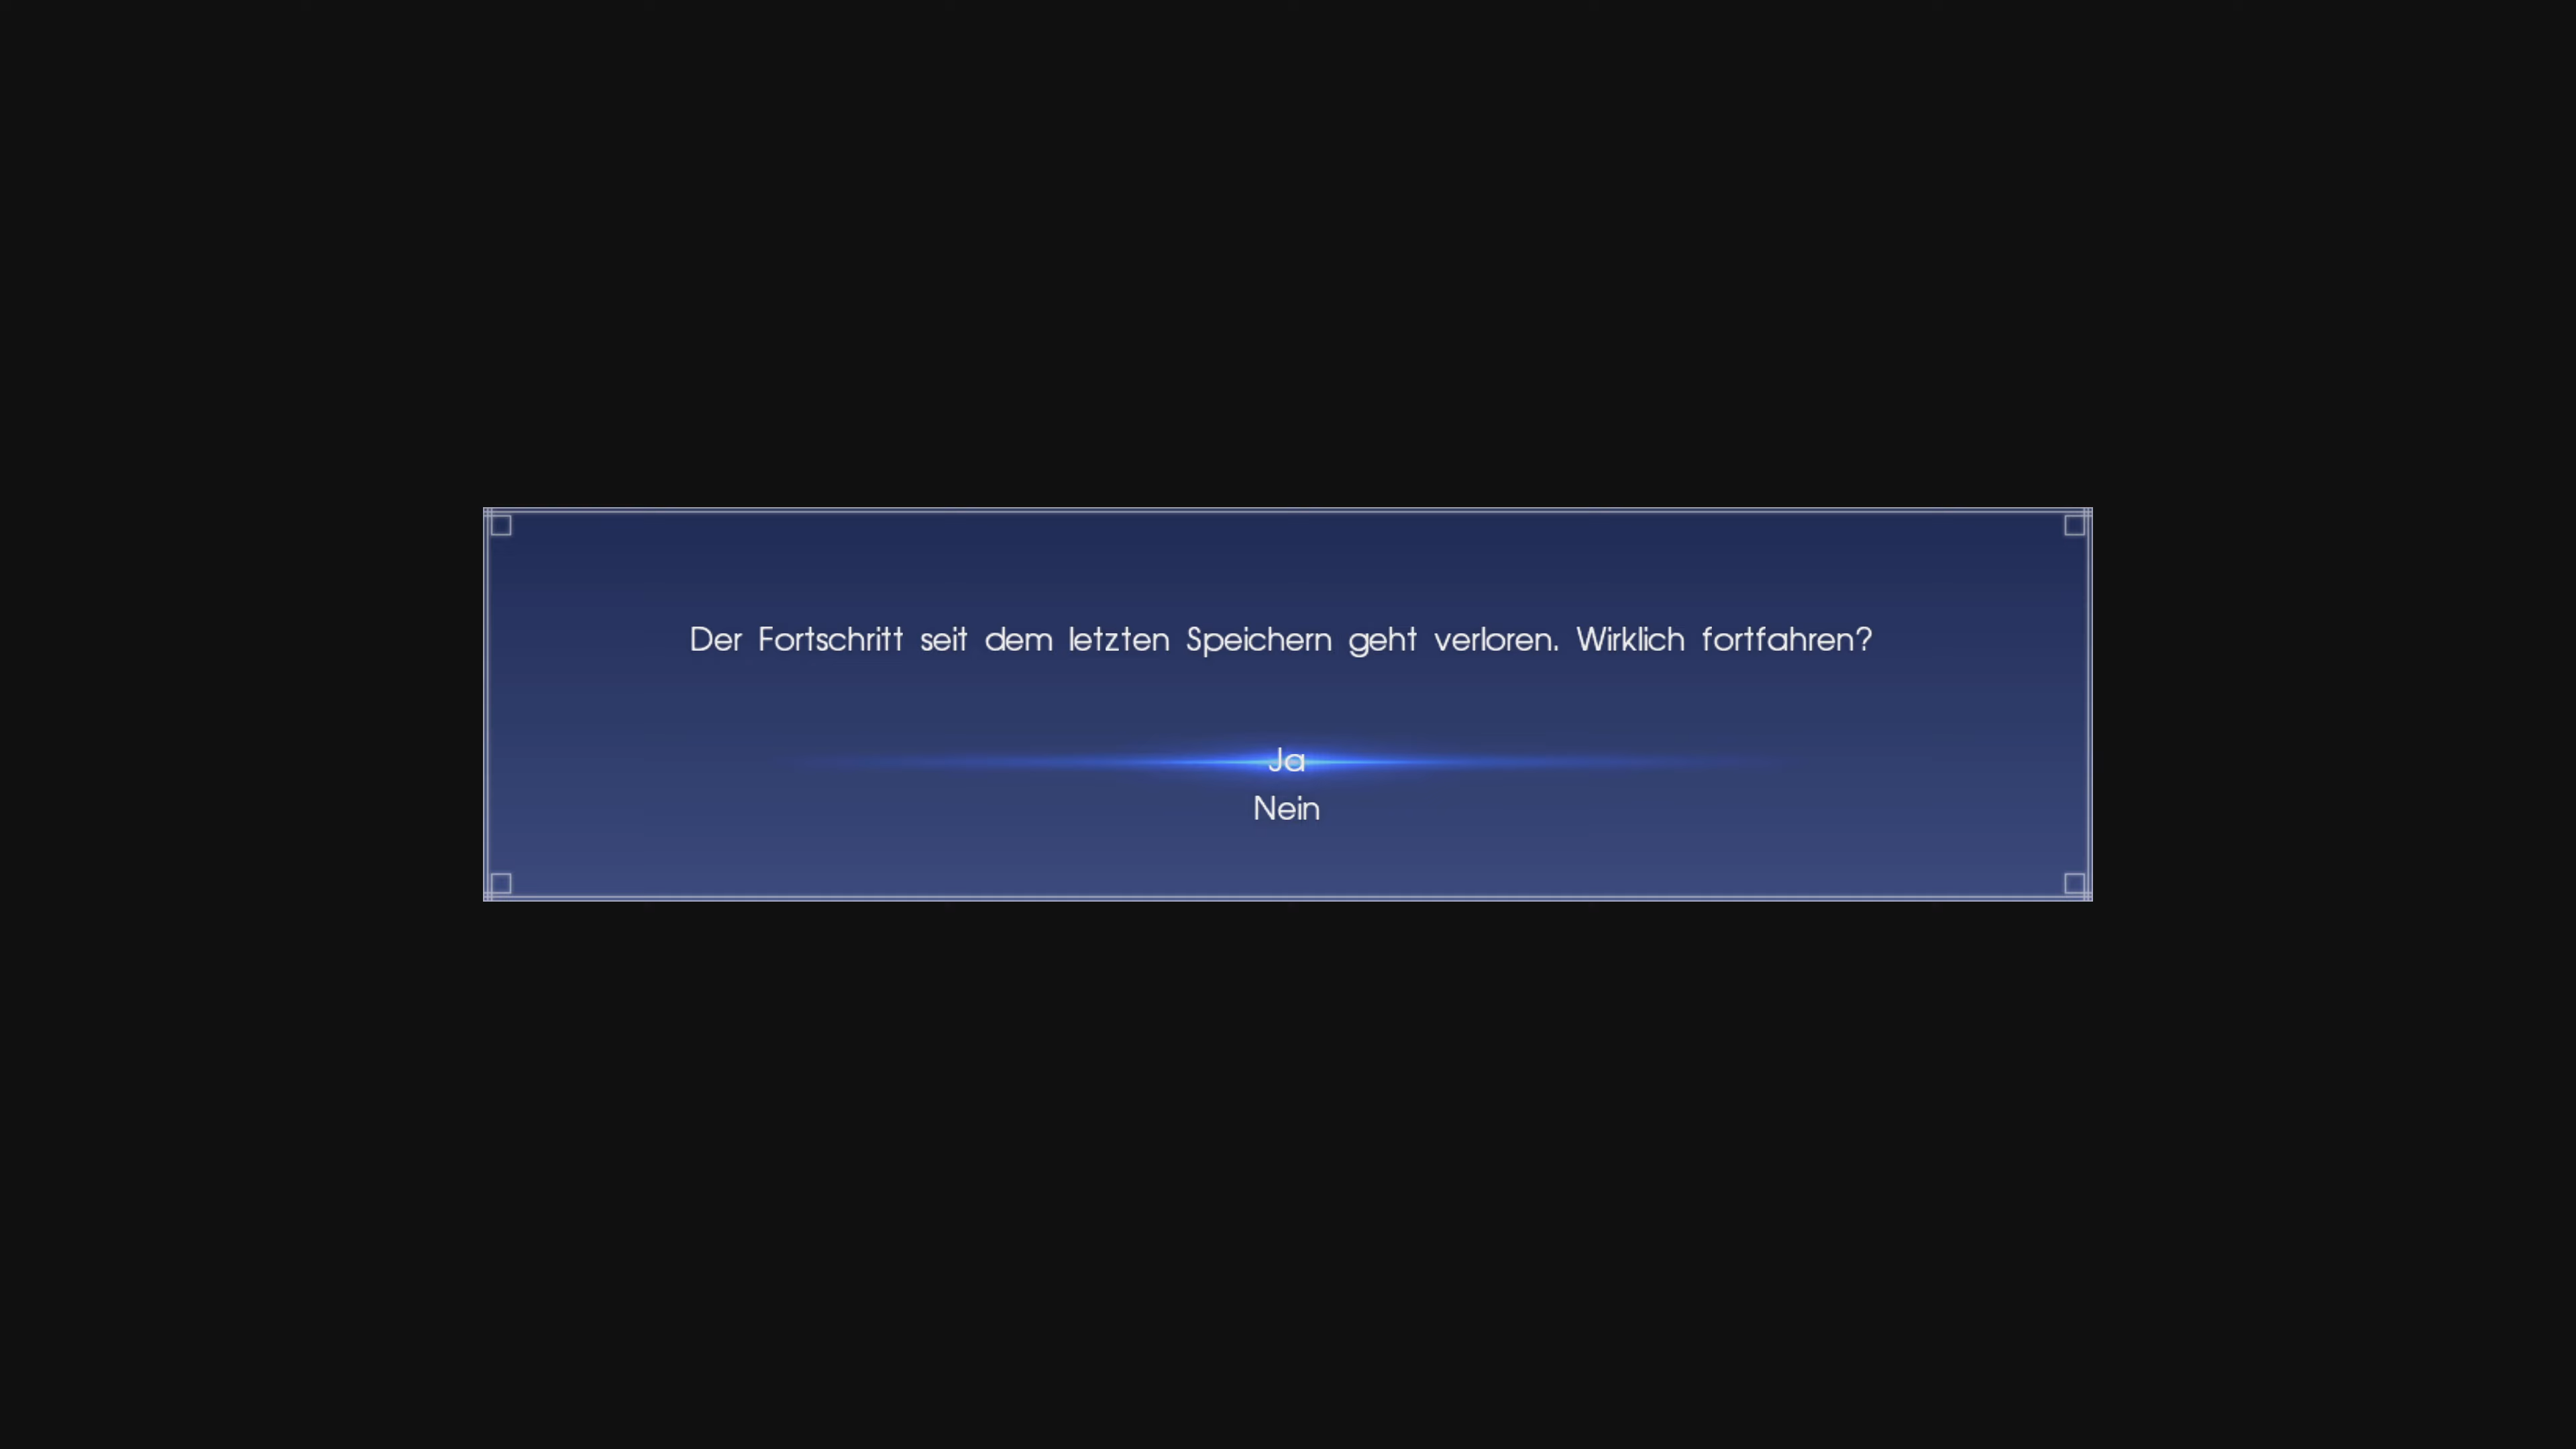 Der Fortschritt seit dem letzten Speichern geht verloren. Wirklich fortfahren?
Ja
Nein